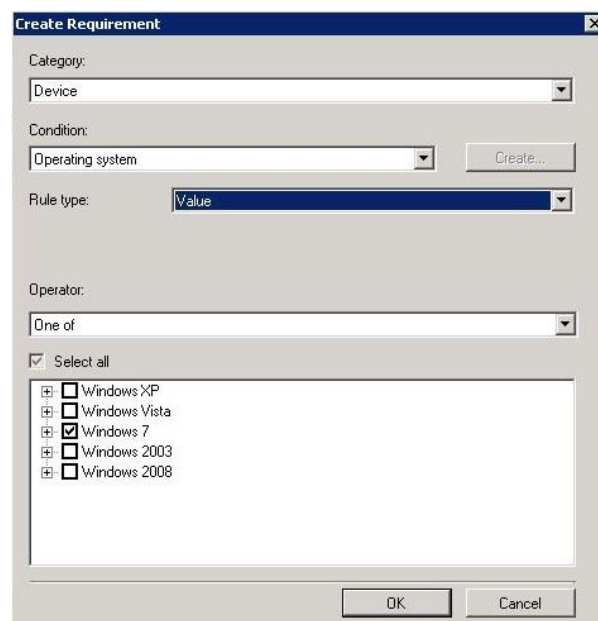 Create Requirement
Category:
Device
Condition:
Operating system
Create...
Rule type:
Value
Operator:
One of
Select all
Windows XP
Windows Vista
Windows 7
Windows 2003
Windows 2008
OK
Cancel